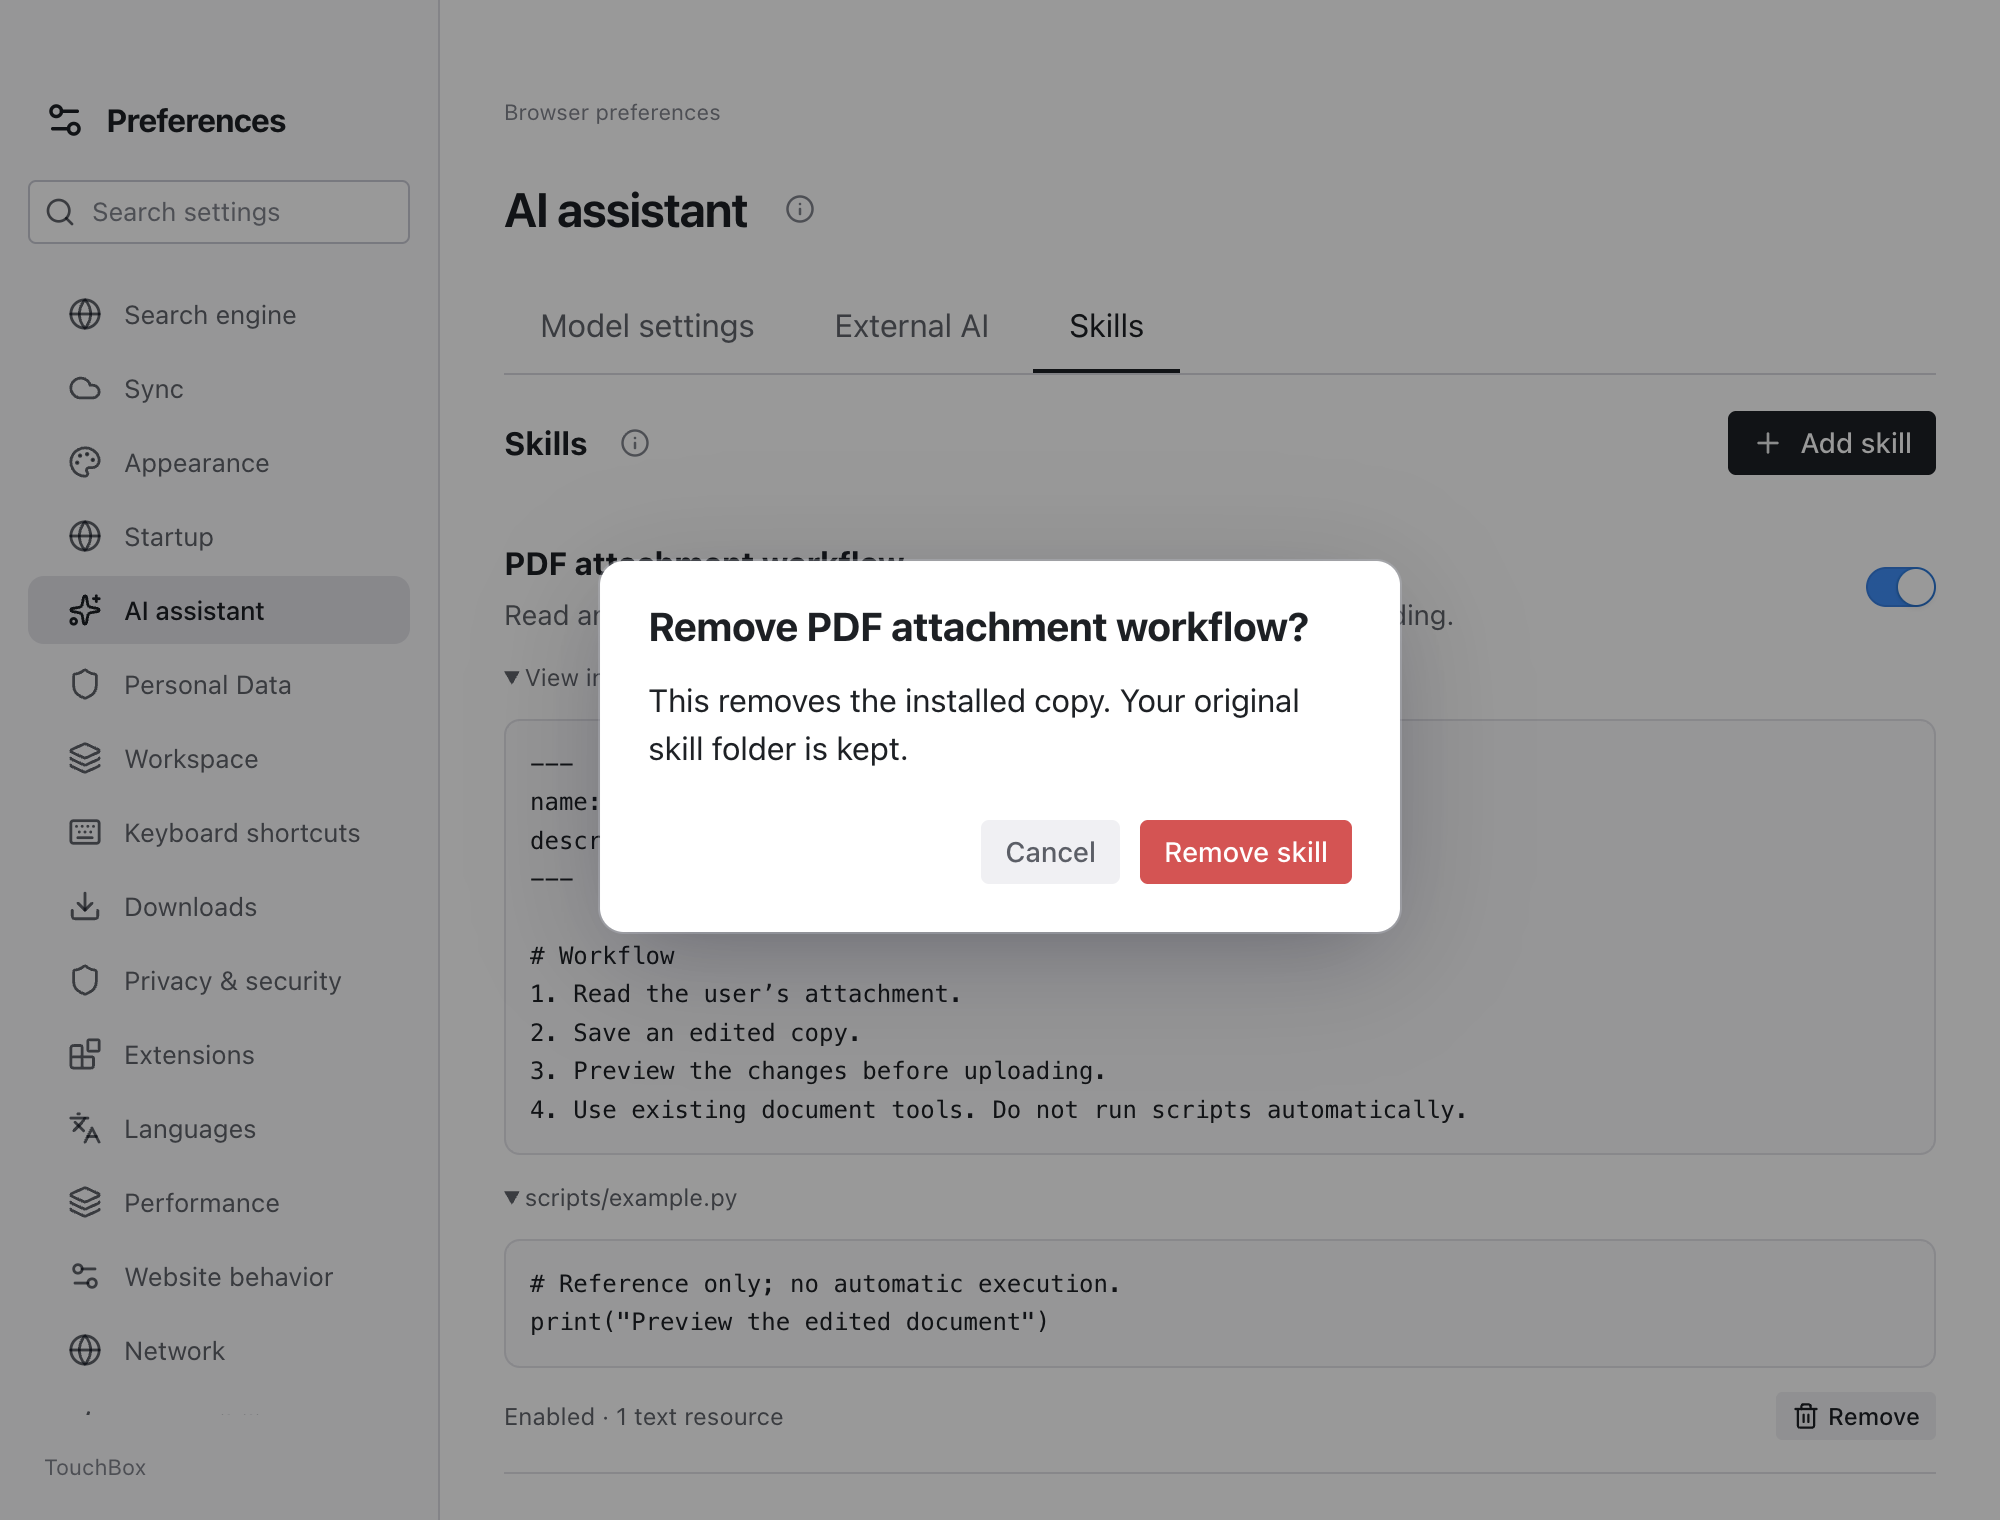 Preferences
Search settings
Search engine
Sync
Appearance
Startup
AI assistant
Personal Data
Workspace
Keyboard shortcuts
Downloads
Privacy & security
Extensions
Languages
Performance
Website behavior
Network
TouchBox
Browser preferences
AI assistant
Model settings
External AI
Skills
Skills
Add skill
PDF attachment workflow
Read
View
---
name:
---
Remove PDF attachment workflow?
This removes the installed copy. Your original
skill folder is kept.
Cancel
Remove skill
# Workflow
1. Read the user’s attachment.
2. Save an edited copy.
3. Preview the changes before uploading.
4. Use existing document tools. Do not run scripts automatically.
scripts/example.py
# Reference only; no automatic execution.
print("Preview the edited document")
Enabled · 1 text resource
Remove